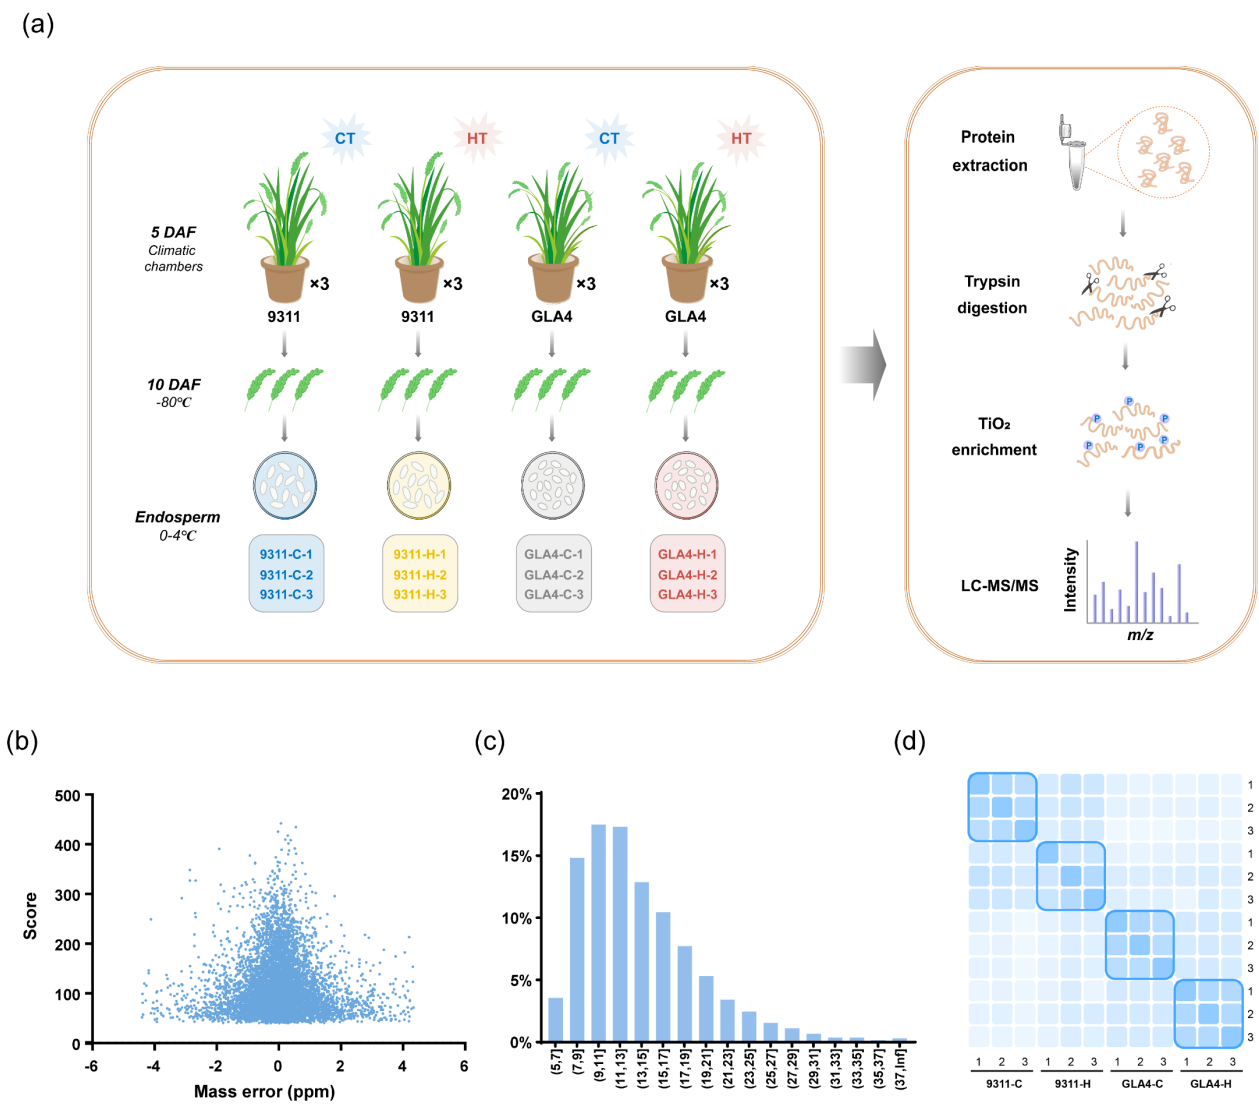 (a)
CT
HT
CT
HT
5 DAF
Climatic
chambers
×3
×3
×3
×3
9311
9311
GLA4
GLA4
10 DAF
-80℃
Endosperm
0-4℃
9311-C-1
9311-C-2
9311-C-3
9311-H-1
9311-H-2
9311-H-3
GLA4-C-1
GLA4-C-2
GLA4-C-3
GLA4-H-1
GLA4-H-2
GLA4-H-3
Protein
extraction
Trypsin
digestion
TiO₂
enrichment
P
P
P
P
P
P
LC-MS/MS
Intensity
m/z
(b)
500
400
300
200
100
0
Score
-6
-4
-2
0
2
4
6
Mass error (ppm)
(c)
20%
15%
10%
5%
0%
(5,7]
(7,9]
(9,11]
(11,13]
(13,15]
(15,17]
(17,19]
(19,21]
(21,23]
(23,25]
(25,27]
(27,29]
(29,31]
(31,33]
(33,35]
(35,37]
(37,Inf]
(d)
1
2
3
1
2
3
1
2
3
1
2
3
1 2 3 1 2 3 1 2 3 1 2 3
9311-C 9311-H GLA4-C GLA4-H